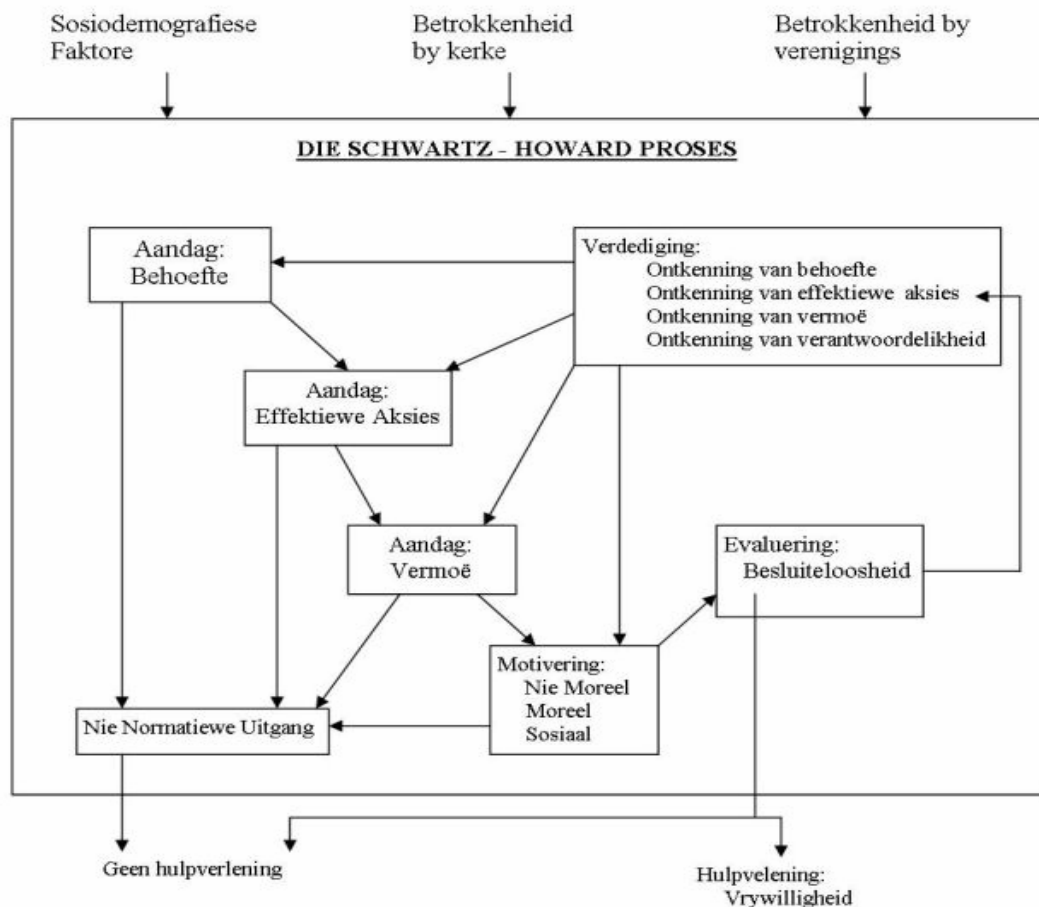 Sosiodemografiese
Faktore
Betrokkenheid
by kerke
Betrokkenheid by
verenigings
DIE SCHWARTZ - HOWARD PROSES
Aandag:
Behoefte
Verdediging:
Ontkenning van behoefte
Ontkenning van effektiewe aksies
Ontkenning van vermoë
Ontkenning van verantwoordelikheid
Aandag:
Effektiewe Aksies
Aandag:
Vermoë
Evaluering:
Besluiteloosheid
Motivering:
Nie Moreel
Moreel
Sosiaal
Nie Normatiewe Uitgang
Geen hulpverlening
Hulpvelening:
Vrywilligheid